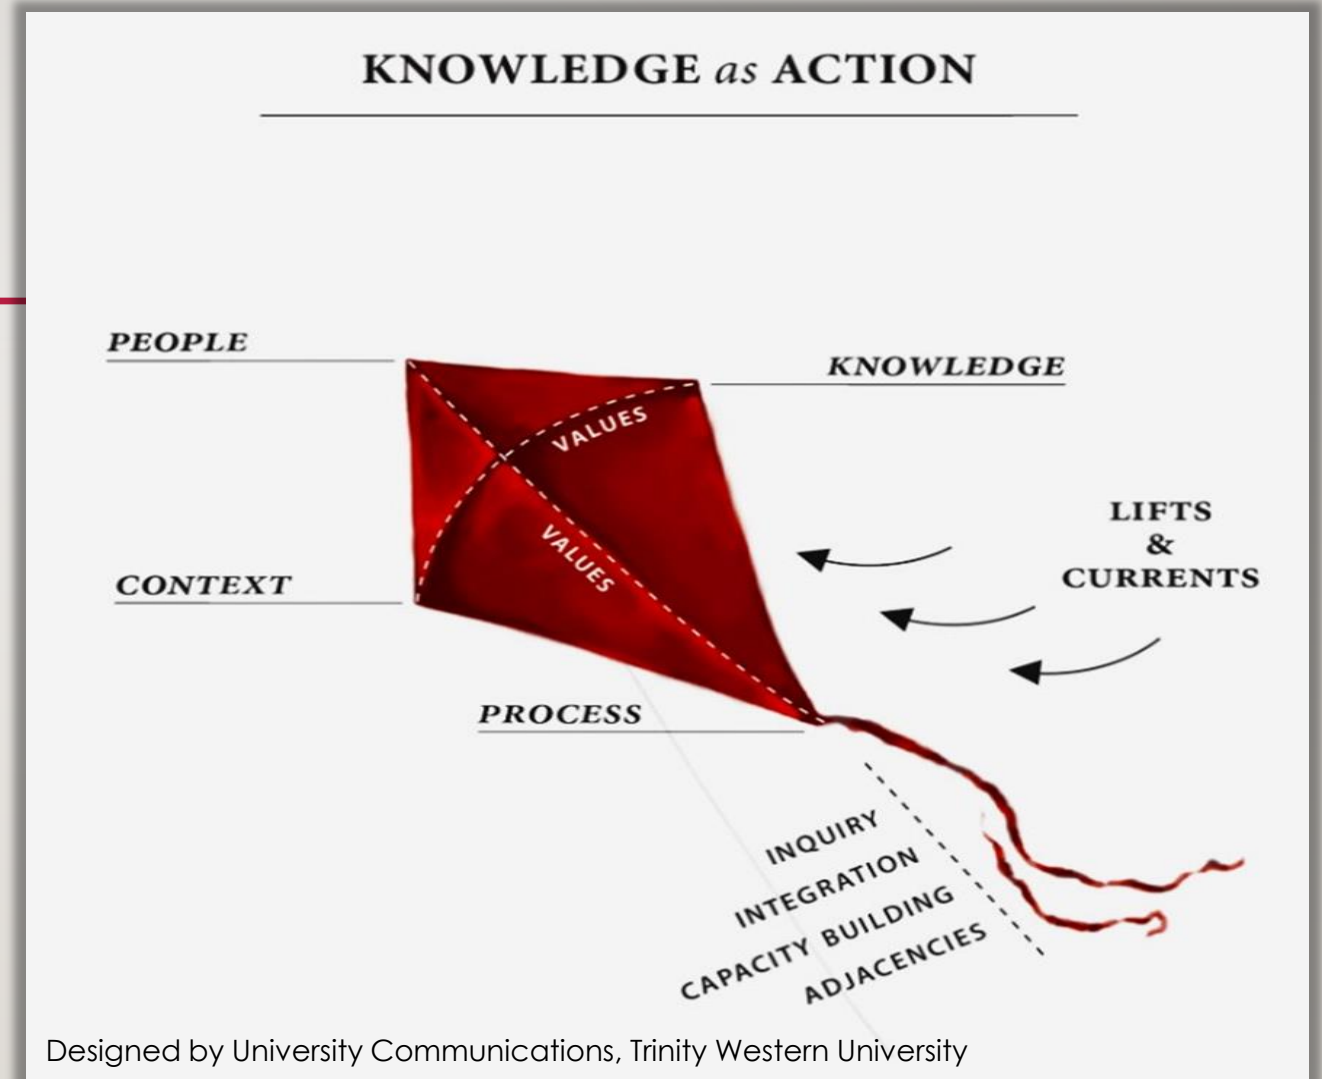 KNOWLEDGE as ACTION
PEOPLE
KNOWLEDGE
VALUES
VALUES
LIFTS
&
CURRENTS
CONTEXT
PROCESS
INQUIRY
INTEGRATION
CAPACITY BUILDING
ADJACENCIES
Designed by University Communications, Trinity Western University